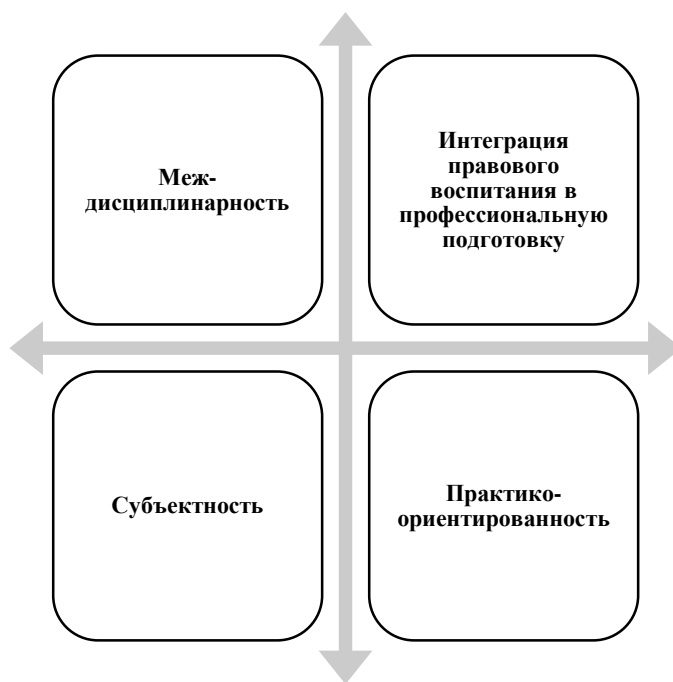 Меж-
дисциплинарность
Интеграция
правового
воспитания в
профессиональную
подготовку
Субъектность
Практико-
ориентированность